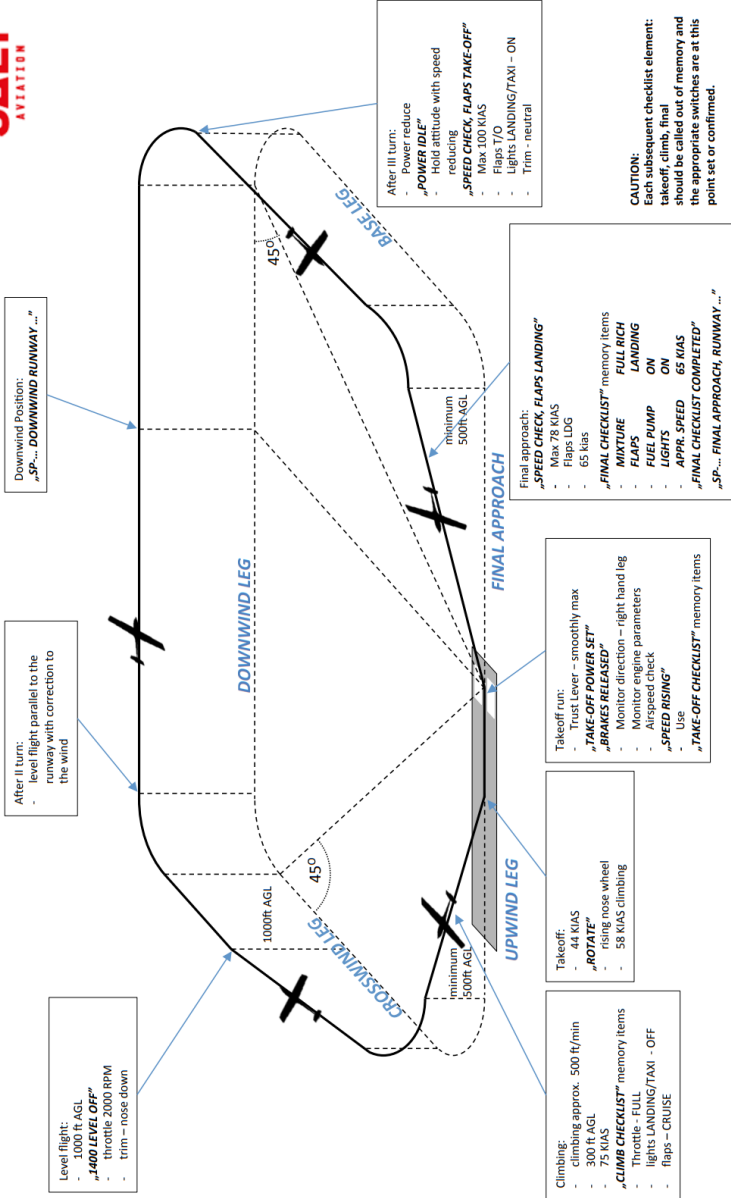 AVIATION
Level flight:
- 1000 ft AGL
„1400 LEVEL OFF”
- throttle 2000 RPM
- trim – nose down
After II turn:
- level flight parallel to the
runway with correction to
the wind
Downwind Position:
„SP-... DOWNWIND RUNWAY ...”
After III turn:
- Power reduce
„POWER IDLE”
- Hold attitude with speed
reducing
„SPEED CHECK, FLAPS TAKE-OFF”
- Max 100 KIAS
- Flaps T/O
- Lights LANDING/TAXI – ON
- Trim - neutral
1000ft AGL
45⁰
CROSSWIND LEG
DOWNWIND LEG
45⁰
BASE LEG
minimum
500ft AGL
UPWIND LEG
FINAL APPROACH
minimum
500ft AGL
Climbing:
- climbing approx. 500 ft/min
- 300 ft AGL
- 75 KIAS
„CLIMB CHECKLIST” memory items
- Throttle - FULL
- lights LANDING/TAXI - OFF
- flaps – CRUISE
Takeoff:
- 44 KIAS
„ROTATE”
- rising nose wheel
- 58 KIAS climbing
Takeoff run:
- Trust Lever – smoothly max
„TAKE-OFF POWER SET”
„BRAKES RELEASED”
- Monitor direction – right hand leg
- Monitor engine parameters
- Airspeed check
„SPEED RISING”
- Use
„TAKE-OFF CHECKLIST” memory items
Final approach:
„SPEED CHECK, FLAPS LANDING”
- Max 78 KIAS
- Flaps LDG
- 65 kias
„FINAL CHECKLIST” memory items
- MIXTURE FULL RICH
- FLAPS LANDING
- FUEL PUMP ON
- LIGHTS ON
- APPR. SPEED 65 KIAS
„FINAL CHECKLIST COMPLETED”
„SP-... FINAL APPROACH, RUNWAY ...”
CAUTION:
Each subsequent checklist element:
takeoff, climb, final
should be called out of memory and
the appropriate switches are at this
point set or confirmed.